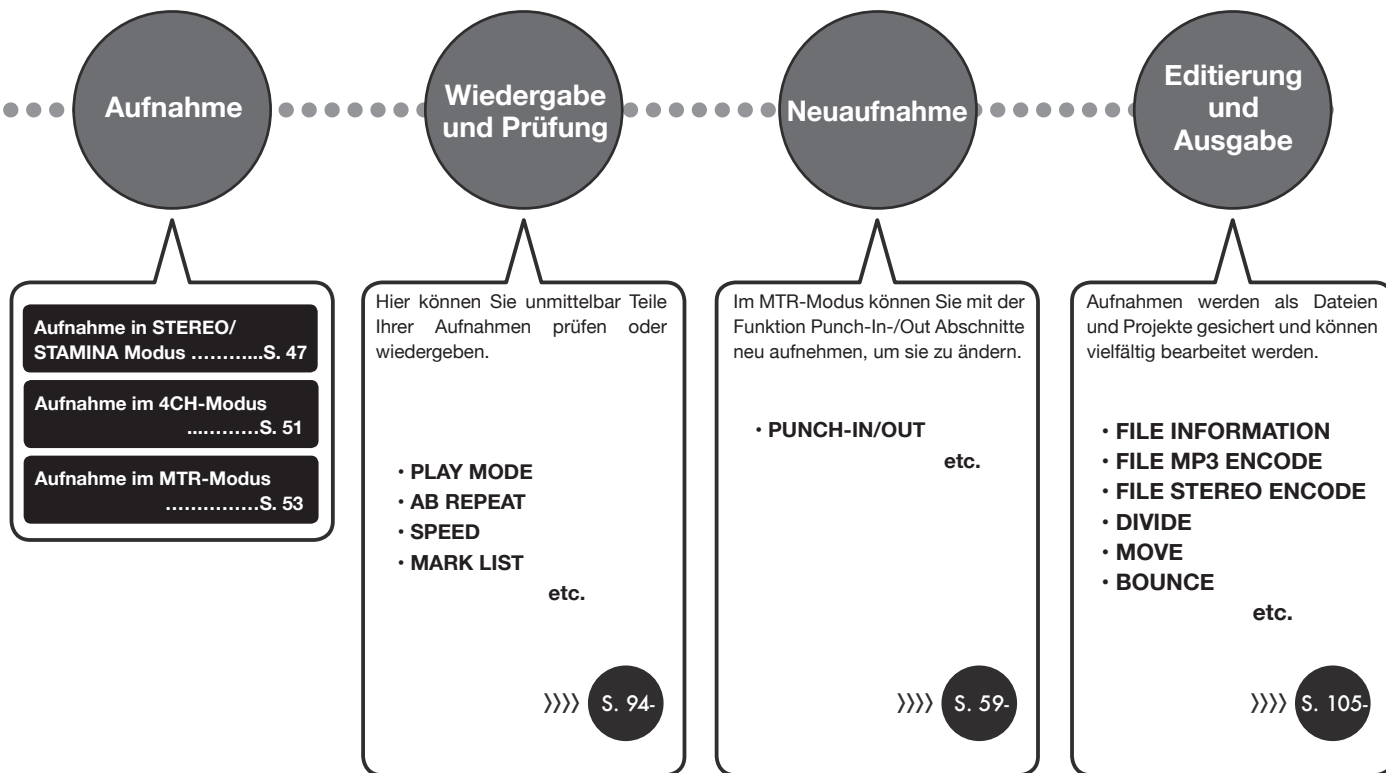 Aufnahme
Wiedergabe
und Prüfung
Neuaufnahme
Editierung
und
Ausgabe
Aufnahme in STEREO/
STAMINA Modus ………...S. 47
Aufnahme im 4CH-Modus
...………S. 51
Aufnahme im MTR-Modus
……………S. 53
Hier können Sie unmittelbar Teile
Ihrer Aufnahmen prüfen oder
wiedergeben.
・PLAY MODE
・AB REPEAT
・SPEED
・MARK LIST
etc.
》》 S. 94-
Im MTR-Modus können Sie mit der
Funktion Punch-In-/Out Abschnitte
neu aufnehmen, um sie zu ändern.
・PUNCH-IN/OUT
etc.
》》 S. 59-
Aufnahmen werden als Dateien
und Projekte gesichert und können
vielfältig bearbeitet werden.
・FILE INFORMATION
・FILE MP3 ENCODE
・FILE STEREO ENCODE
・DIVIDE
・MOVE
・BOUNCE
etc.
》》 S. 105-